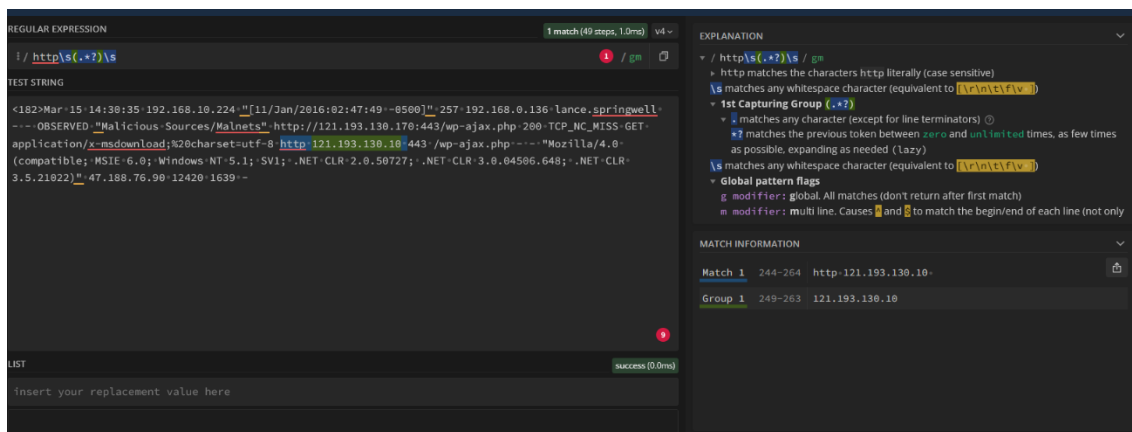 REGULAR EXPRESSION
1 match (49 steps, 1.0ms) v4
/ http\s(.*?)\s
1 / gm
TEST STRING
<182>Mar·15·14:30:35·192.168.10.224·"[11/Jan/2016:02:47:49·-0500]"·257·192.168.0.136·lance.springwell·
-·-·OBSERVED·"Malicious·Sources/Malnets"·http://121.193.130.170:443/wp-ajax.php·200·TCP_NC_MISS·GET·
application/x-msdownload;%20charset=utf-8·http·121.193.130.10·443·/wp-ajax.php·-·-·"Mozilla/4.0·
(compatible;·MSIE·6.0;·Windows·NT·5.1;·SV1;·.NET·CLR·2.0.50727;·.NET·CLR·3.0.04506.648;·.NET·CLR·
3.5.21022)"·47.188.76.90·12420·1639·-
9
LIST
success (0.0ms)
insert your replacement value here
EXPLANATION
/ http\s(.*?)\s / gm
http matches the characters http literally (case sensitive)
\s matches any whitespace character (equivalent to [\r\n\t\f\v ])
1st Capturing Group (.*?)
. matches any character (except for line terminators)
*? matches the previous token between zero and unlimited times, as few times
as possible, expanding as needed (lazy)
\s matches any whitespace character (equivalent to [\r\n\t\f\v ])
Global pattern flags
g modifier: global. All matches (don't return after first match)
m modifier: multi line. Causes ^ and $ to match the begin/end of each line (not only
MATCH INFORMATION
Match 1 244-264 http·121.193.130.10·
Group 1 249-263 121.193.130.10